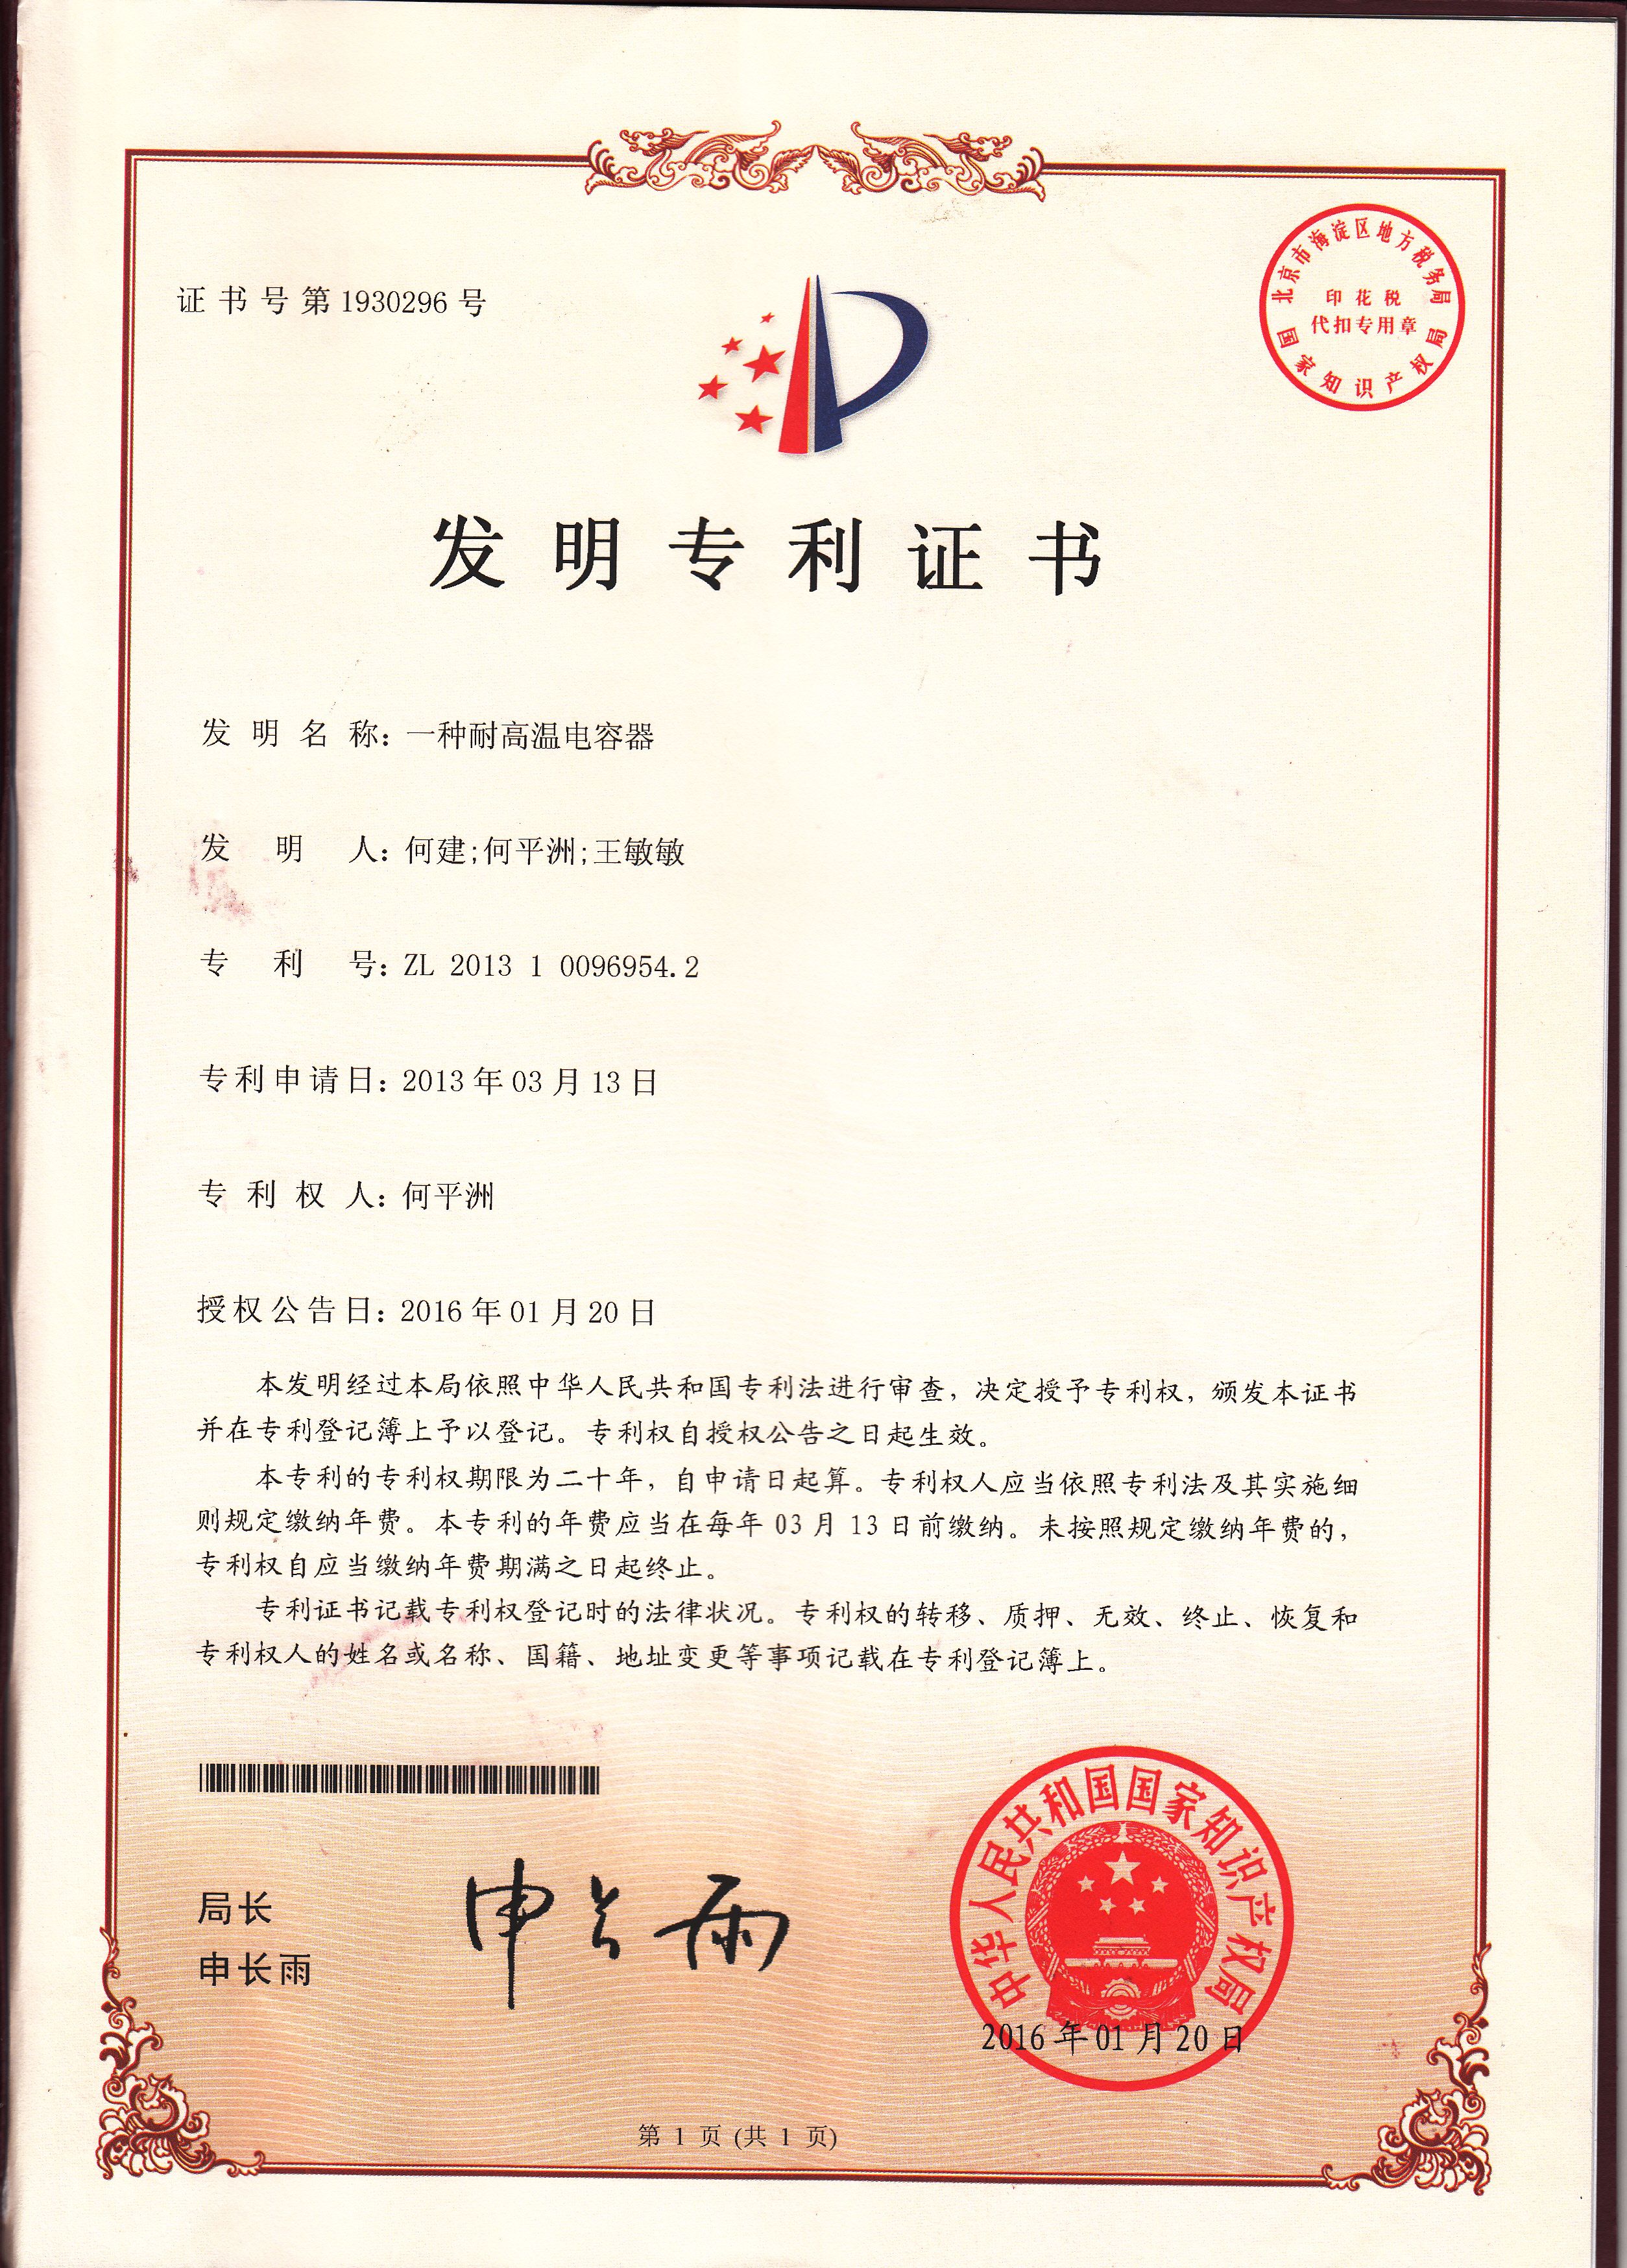 证书号第1930296号
北京市海淀区地方税务局
印花税
代扣专用章
国家知识产权局
发明专利证书
发明名称：一种耐高温电容器
发明人：何建;何平洲;王敏敏
专利号：ZL 2013 1 0096954.2
专利申请日：2013年03月13日
专利权人：何平洲
授权公告日：2016年01月20日
本发明经过本局依照中华人民共和国专利法进行审查，决定授予专利权，颁发本证书
并在专利登记簿上予以登记。专利权自授权公告之日起生效。
本专利的专利权期限为二十年，自申请日起算。专利权人应当依照专利法及其实施细
则规定缴纳年费。本专利的年费应当在每年 03 月 13 日前缴纳。未按照规定缴纳年费的，
专利权自应当缴纳年费期满之日起终止。
专利证书记载专利权登记时的法律状况。专利权的转移、质押、无效、终止、恢复和
专利权人的姓名或名称、国籍、地址变更等事项记载在专利登记簿上。
局长
申长雨
申长雨
中华人民共和国国家知识产权局
2016年01月20日
第 1 页 (共 1 页)